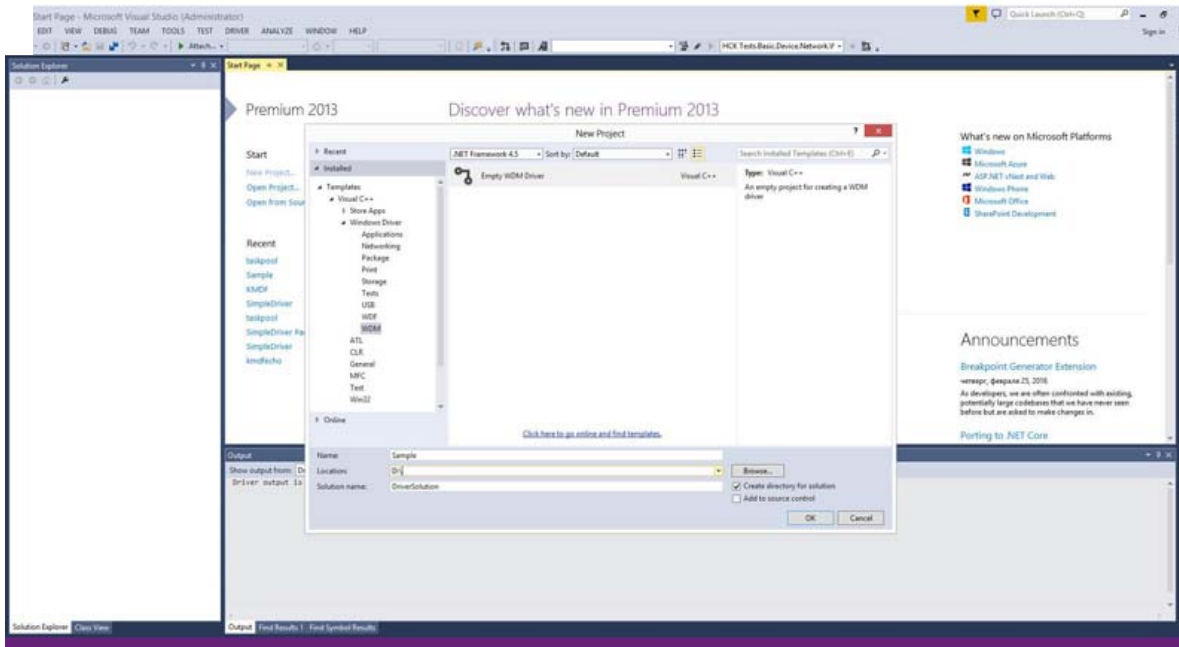 Start Page - Microsoft Visual Studio (Administrator)
Quick Launch (Ctrl+Q)
EDIT VIEW DEBUG TEAM TOOLS TEST DRIVER ANALYZE WINDOW HELP
Sign in
Attach...
HCK Tests.Basic.Device.Network.V
Solution Explorer
Start Page
Premium 2013
Discover what's new in Premium 2013
New Project
What's new on Microsoft Platforms
Windows
Microsoft Azure
ASP.NET vNext and Web
Windows Phone
Microsoft Office
SharePoint Development
Start
New Project...
Open Project...
Open from Sour
Recent
taskpool
Sample
KMDF
SimpleDriver
taskpool
SimpleDriver Pa
SimpleDriver
kmdfecho
Recent
Installed
Templates
Visual C++
Store Apps
Windows Driver
Applications
Networking
Package
Print
Storage
Tests
USB
WDF
WDM
ATL
CLR
General
MFC
Test
Win32
Online
.NET Framework 4.5
Sort by: Default
Search Installed Templates (Ctrl+E)
Empty WDM Driver
Visual C++
Type: Visual C++
An empty project for creating a WDM
driver
Click here to go online and find templates.
Announcements
Breakpoint Generator Extension
четверг, февраля 25, 2016
As developers, we are often confronted with existing,
potentially large codebases that we have never seen
before but are asked to make changes in.
Porting to .NET Core
Output
Show output from: De
Driver output is
Name: Sample
Location: D:\
Browse...
Solution name: DriverSolution
Create directory for solution
Add to source control
OK Cancel
Solution Explorer Class View
Output Find Results 1 Find Symbol Results